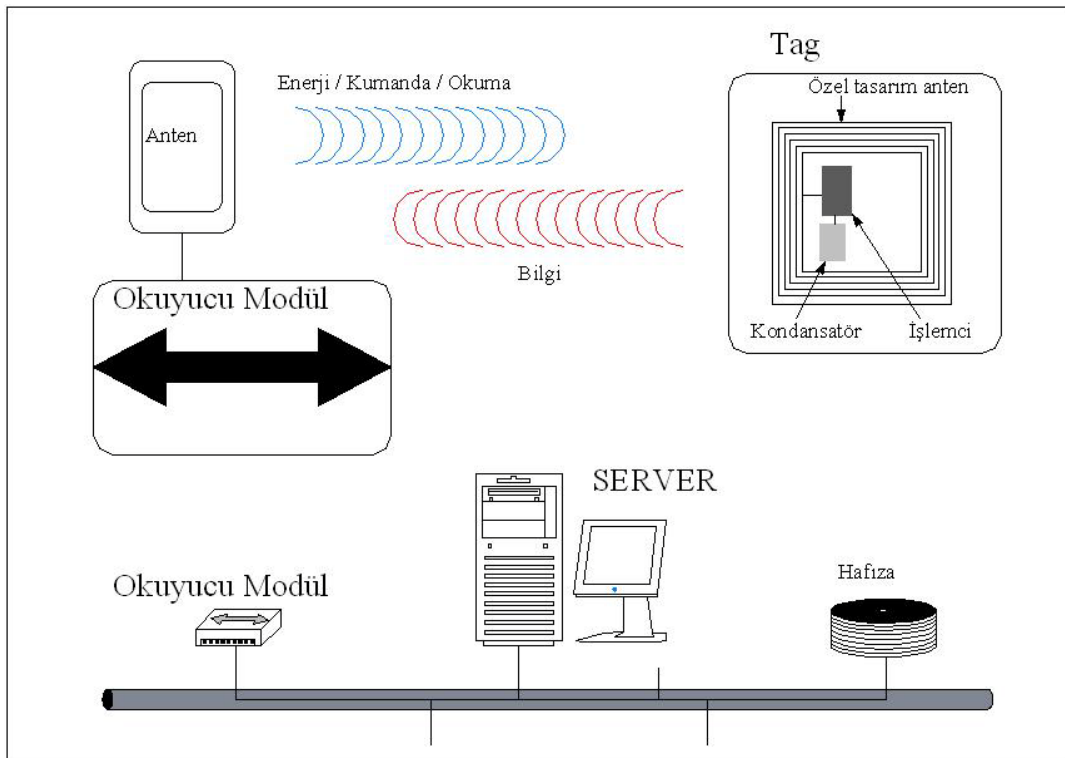 Tag
Enerji / Kumanda / Okuma
Özel tasarım anten
Anten
Bilgi
Okuyucu Modül
Kondansatör
İşlemci
SERVER
Okuyucu Modül
Hafıza